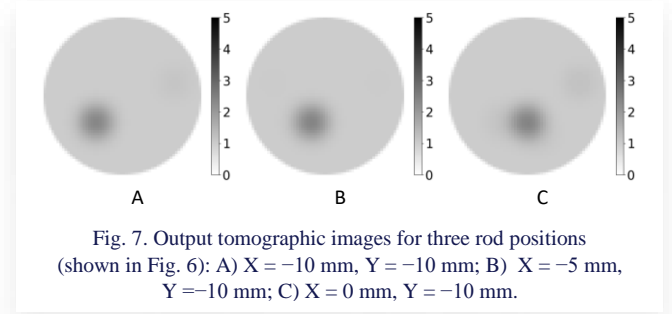 5 5 5
4 4 4
3 3 3
2 2 2
1 1 1
0 0 0
A B C
Fig. 7. Output tomographic images for three rod positions
(shown in Fig. 6): A) X = −10 mm, Y = −10 mm; B) X = −5 mm,
Y =−10 mm; C) X = 0 mm, Y = −10 mm.